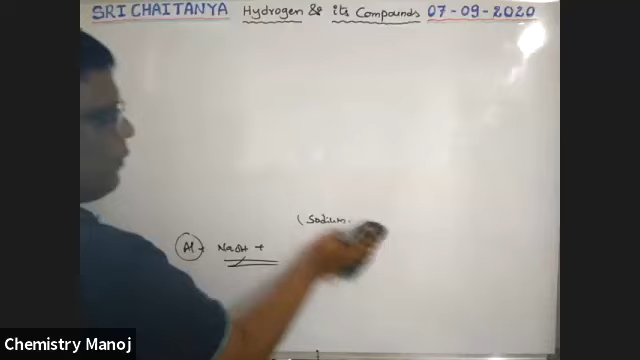 SRI CHAITANYA Hydrogen & its Compounds 07-09-2020
(Sodium.
Al + NaOH +
Chemistry Manoj